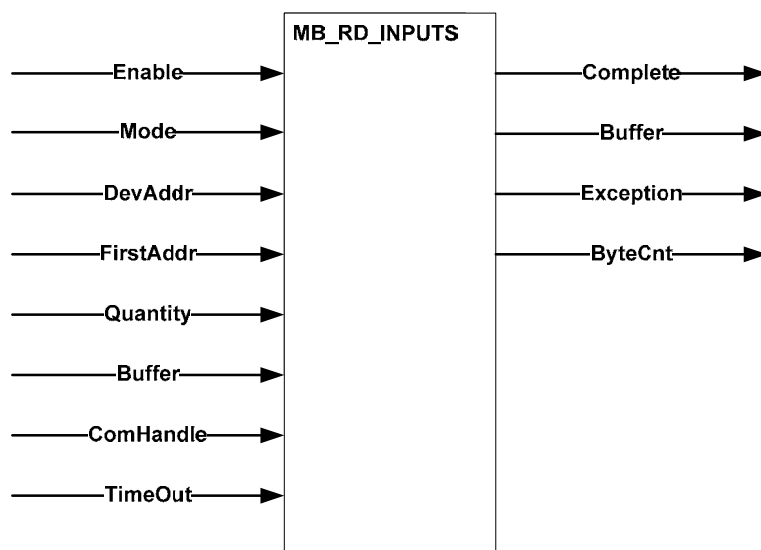 MB_RD_INPUTS
Enable
Complete
Mode
Buffer
DevAddr
Exception
FirstAddr
ByteCnt
Quantity
Buffer
ComHandle
TimeOut